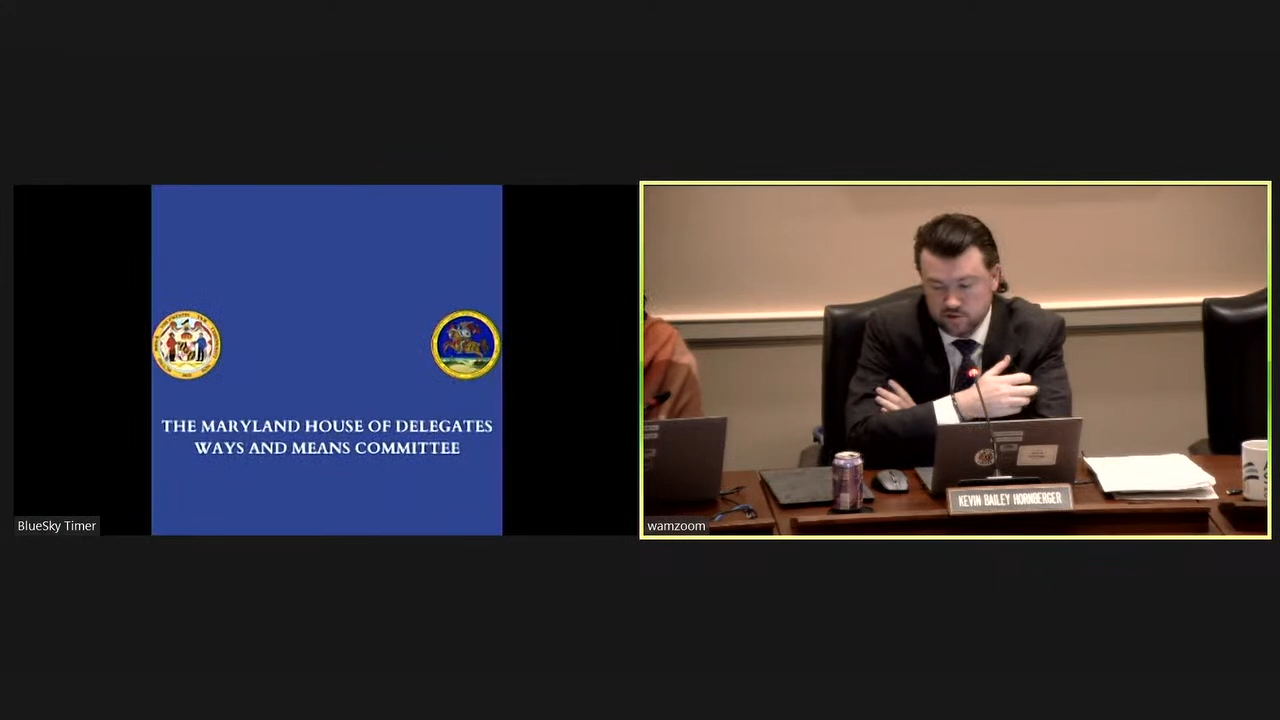 THE MARYLAND HOUSE OF DELEGATES
WAYS AND MEANS COMMITTEE
BlueSky Timer
KEVIN BAILEY HORNBERGER
wamzoom